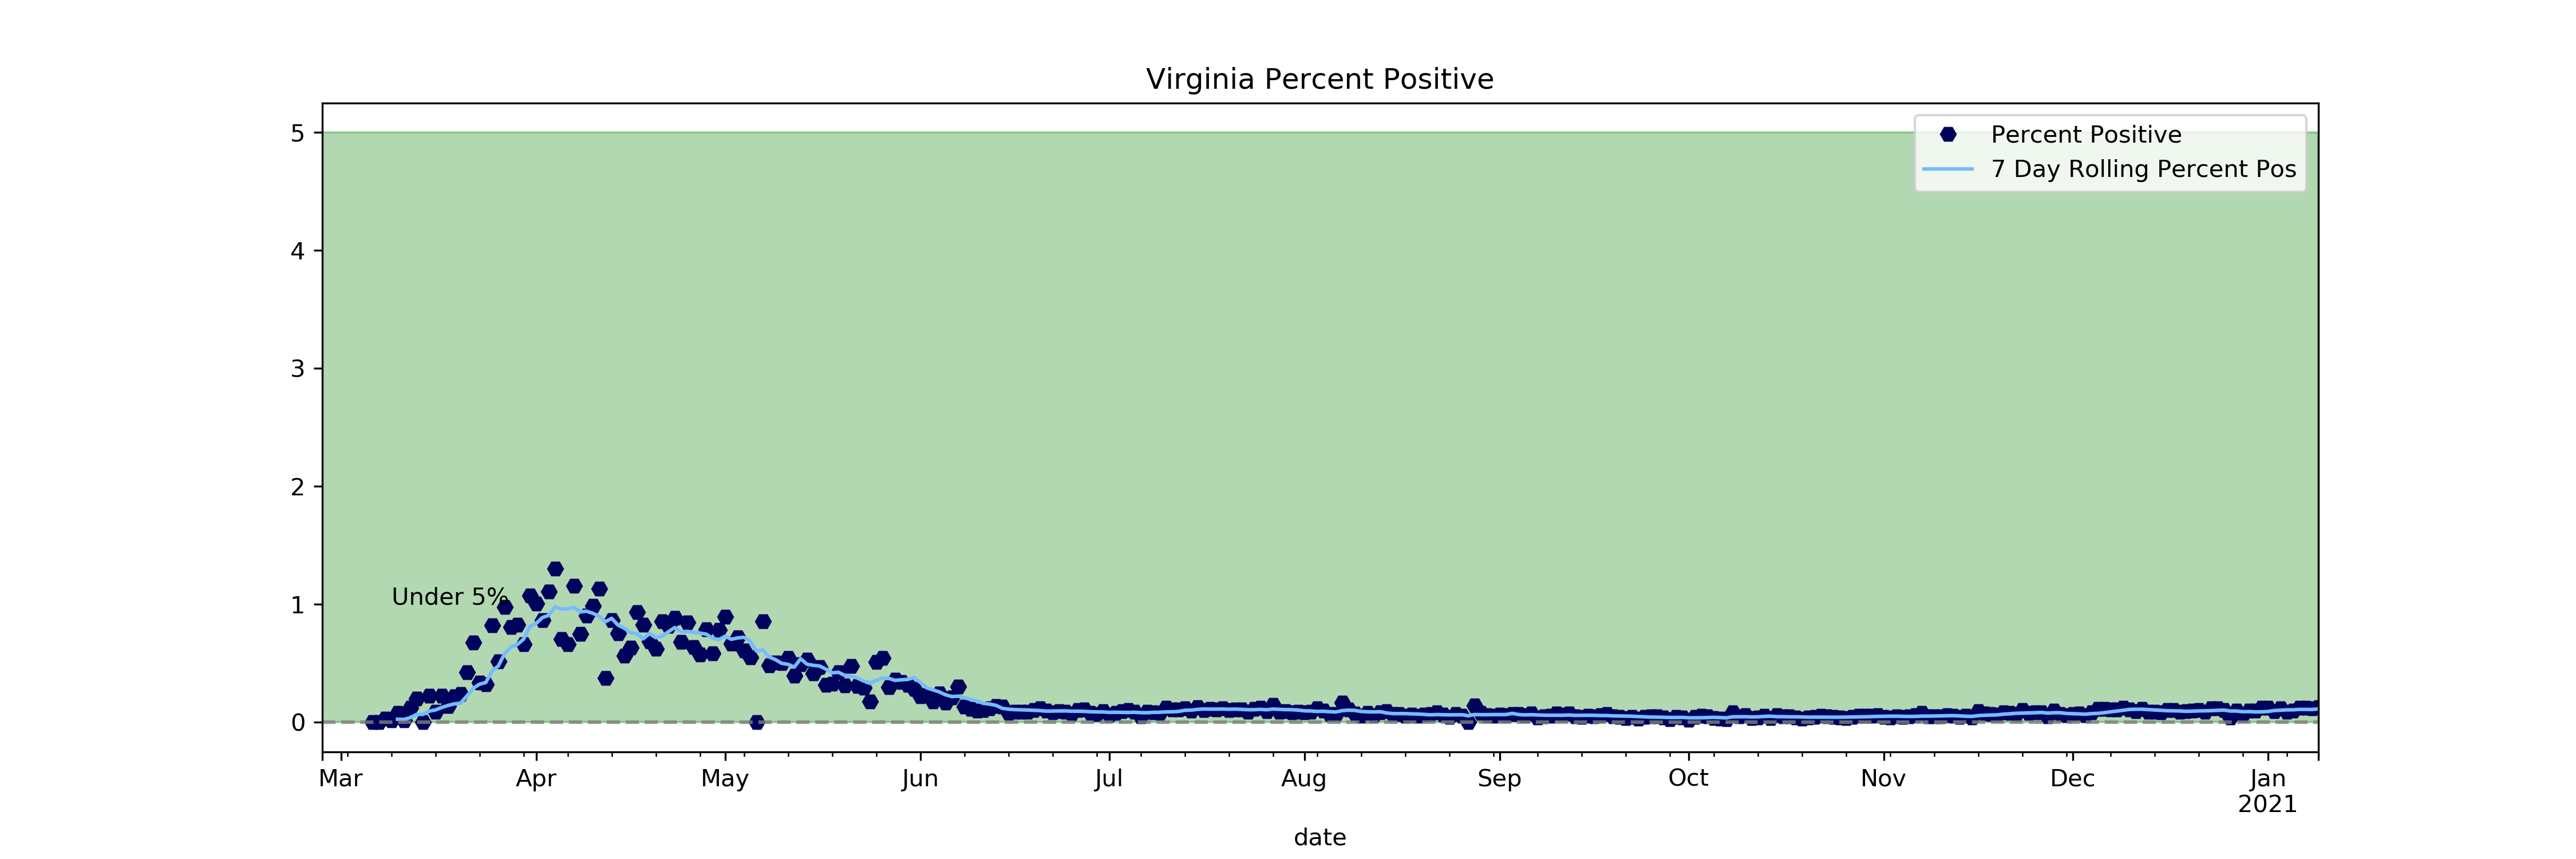 Virginia Percent Positive
Percent Positive
7 Day Rolling Percent Pos
5
4
3
2
1
0
Under 5%
Mar Apr May Jun Jul Aug Sep Oct Nov Dec Jan
2021
date